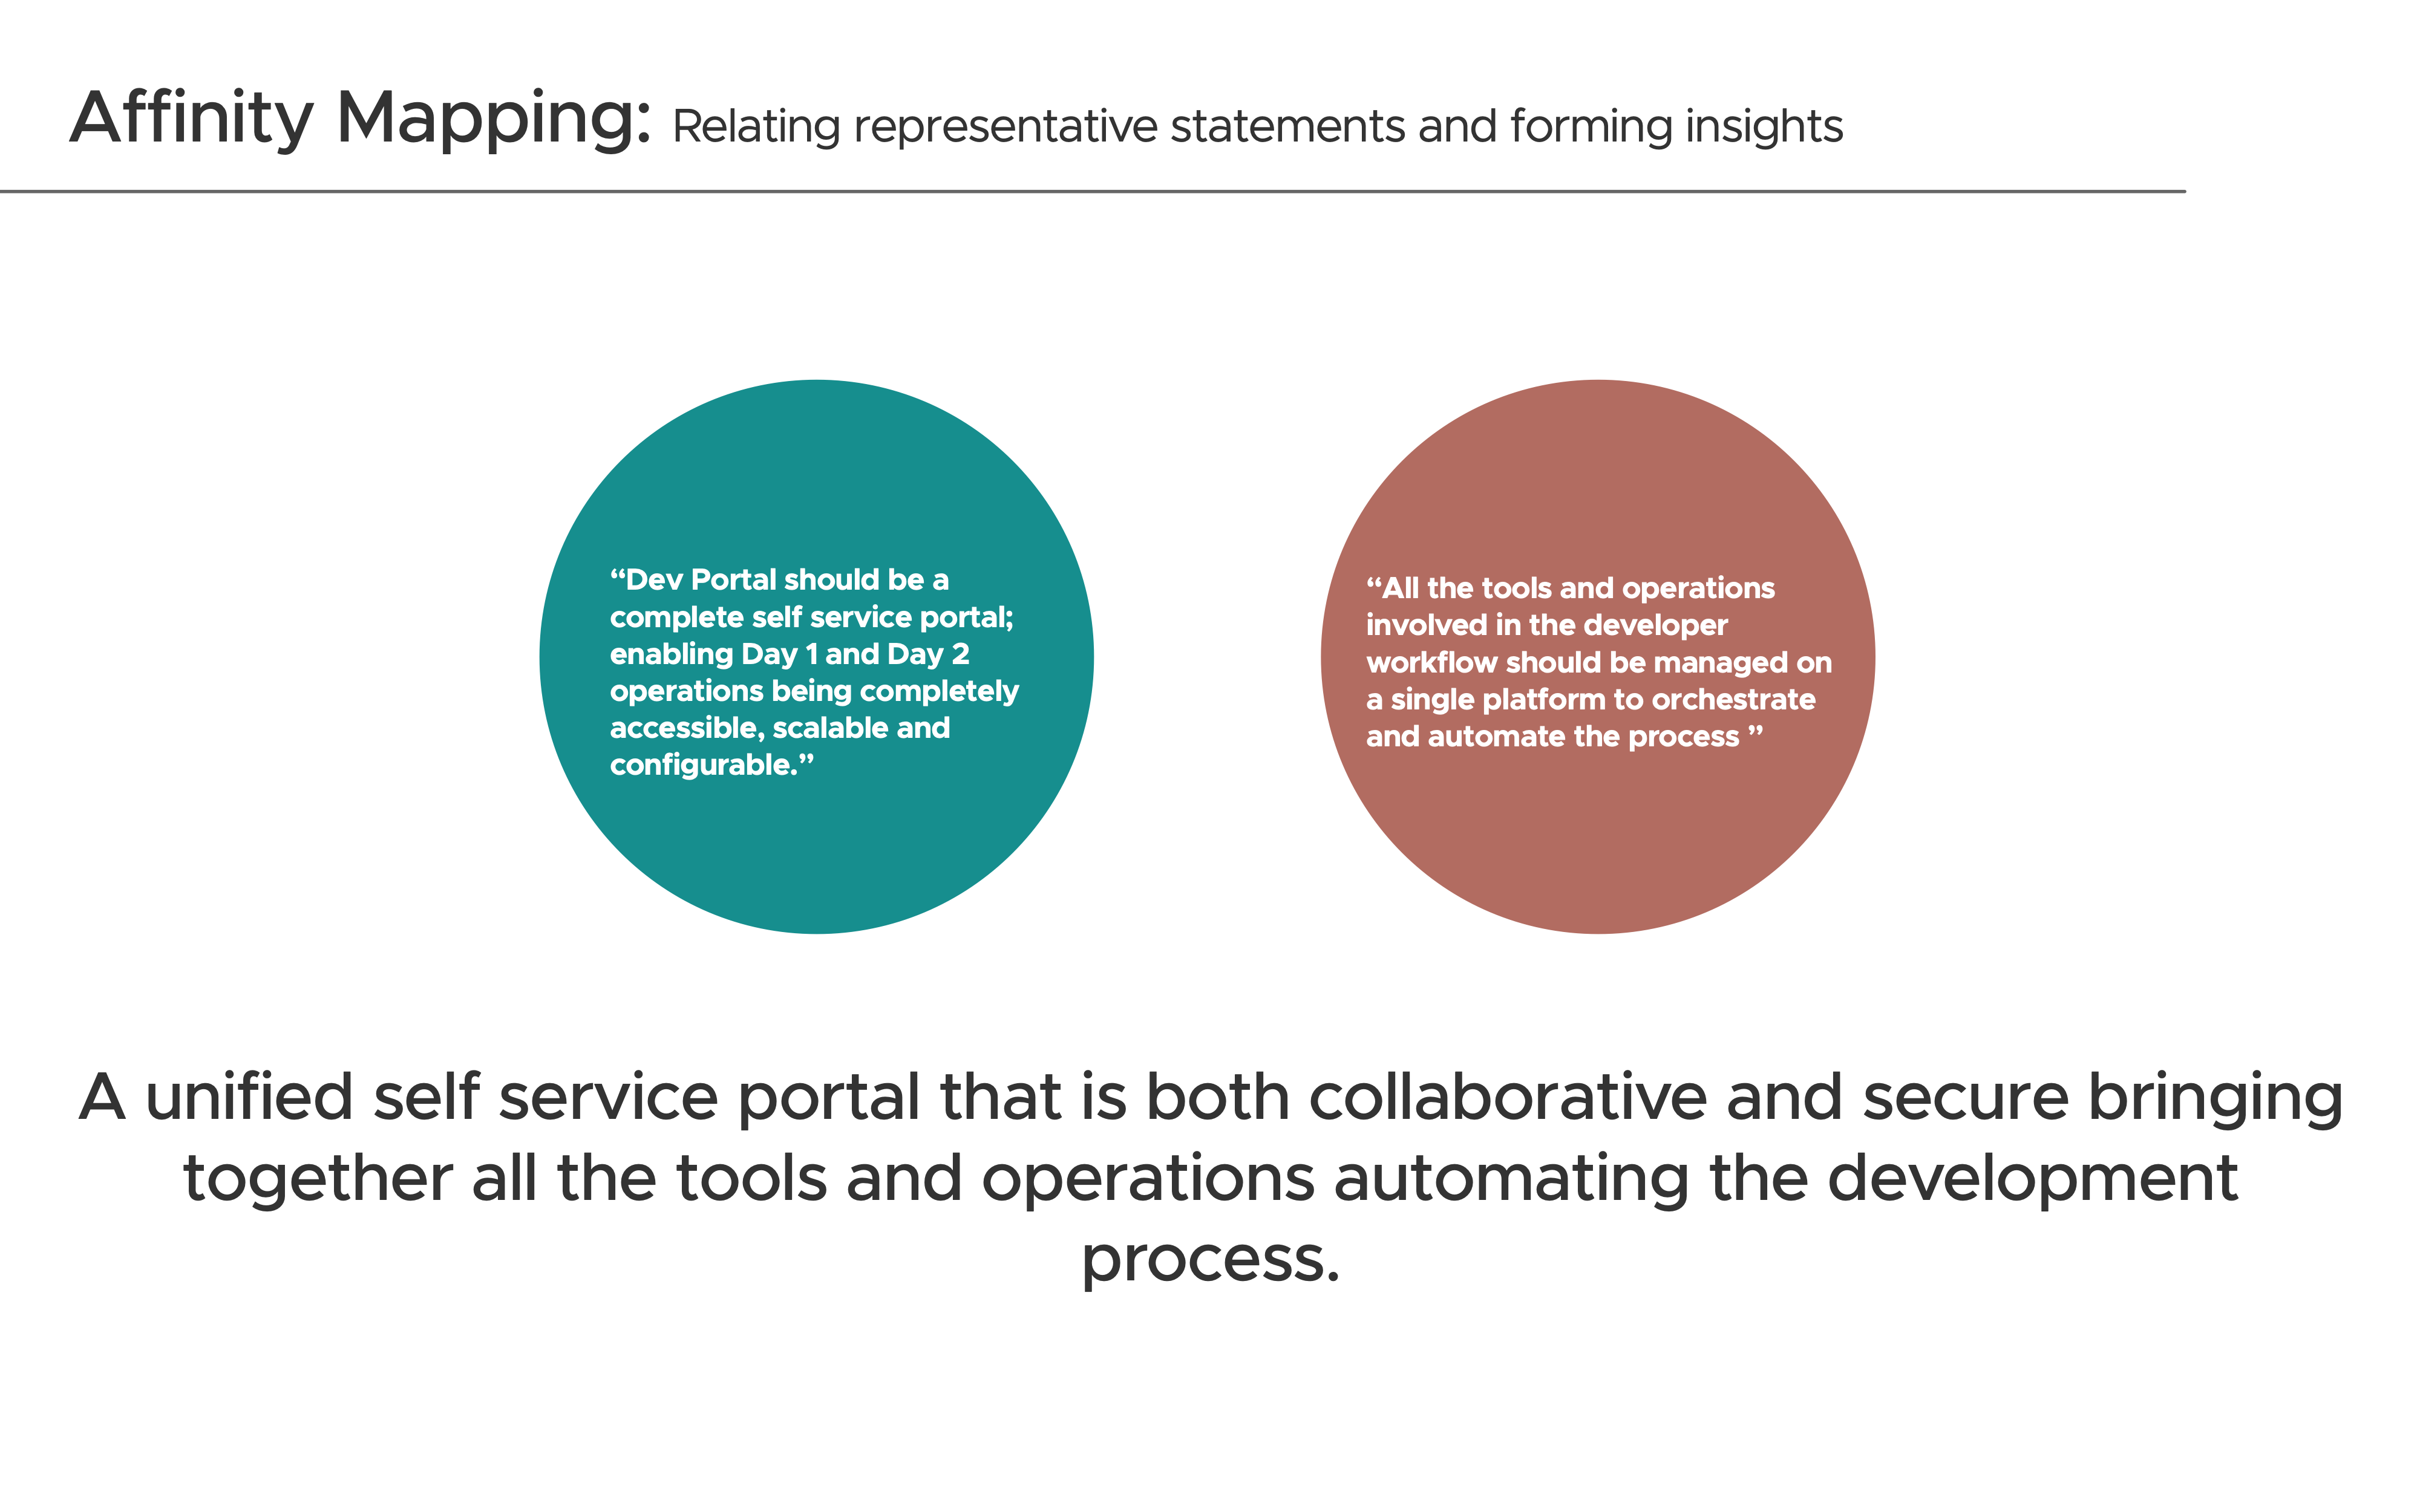 Affinity Mapping: Relating representative statements and forming insights
“Dev Portal should be a
complete self service portal;
enabling Day 1 and Day 2
operations being completely
accessible, scalable and
configurable.”
“All the tools and operations
involved in the developer
workflow should be managed on
a single platform to orchestrate
and automate the process ”
A unified self service portal that is both collaborative and secure bringing
together all the tools and operations automating the development
process.